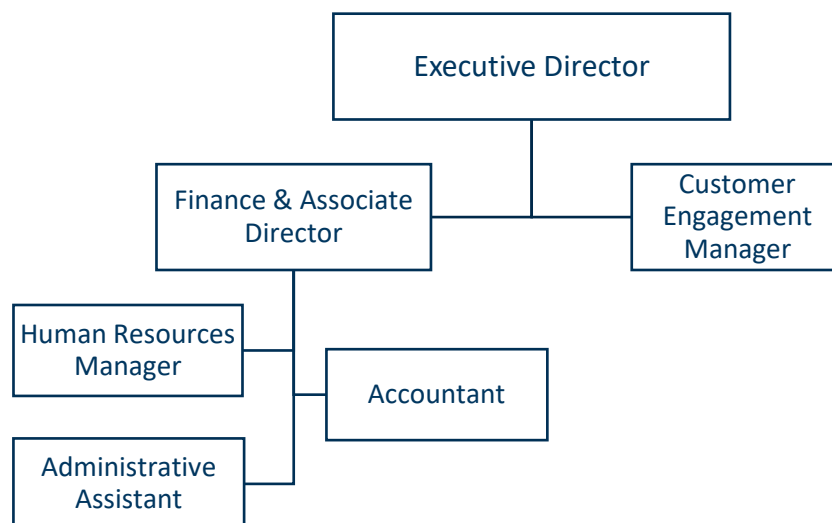 Executive Director
Finance & Associate
Director
Customer
Engagement
Manager
Human Resources
Manager
Accountant
Administrative
Assistant